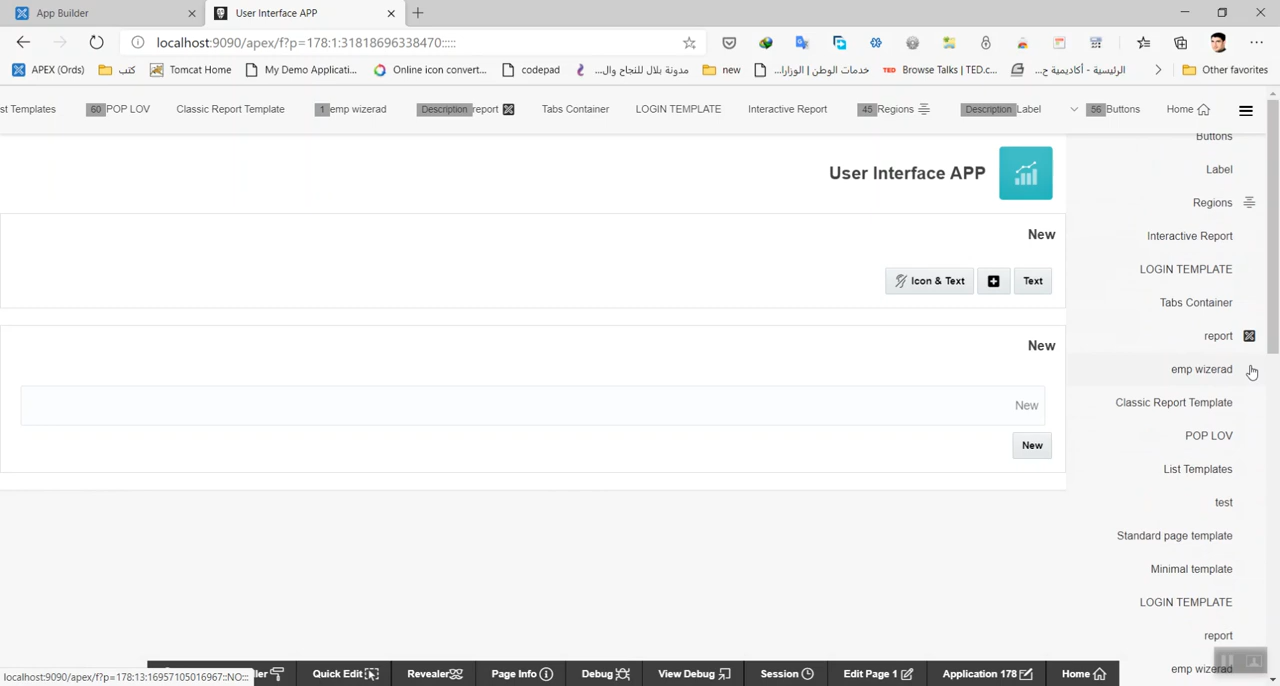 App Builder
User Interface APP
localhost:9090/apex/f?p=178:1:31818696338470:::::
APEX (Ords)
كتب
Tomcat Home
My Demo Applicati...
Online icon convert...
codepad
مدونة بلال للنجاح وال...
new
خدمات الوطن | الوزارا...
TED
Browse Talks | TED.c...
الرئيسية - أكاديمية ح...
Other favorites
st Templates
60 POP LOV
Classic Report Template
1 emp wizerad
Description report
Tabs Container
LOGIN TEMPLATE
Interactive Report
45 Regions
Description Label
56 Buttons
Home
User Interface APP
New
Icon & Text
Text
New
New
New
Buttons
Label
Regions
Interactive Report
LOGIN TEMPLATE
Tabs Container
report
emp wizerad
Classic Report Template
POP LOV
List Templates
test
Standard page template
Minimal template
LOGIN TEMPLATE
report
emp wizerad
localhost:9090/apex/f?p=178:13:16957105016967::NO:::
ller
Quick Edit
Revealer
Page Info
Debug
View Debug
Session
Edit Page 1
Application 178
Home